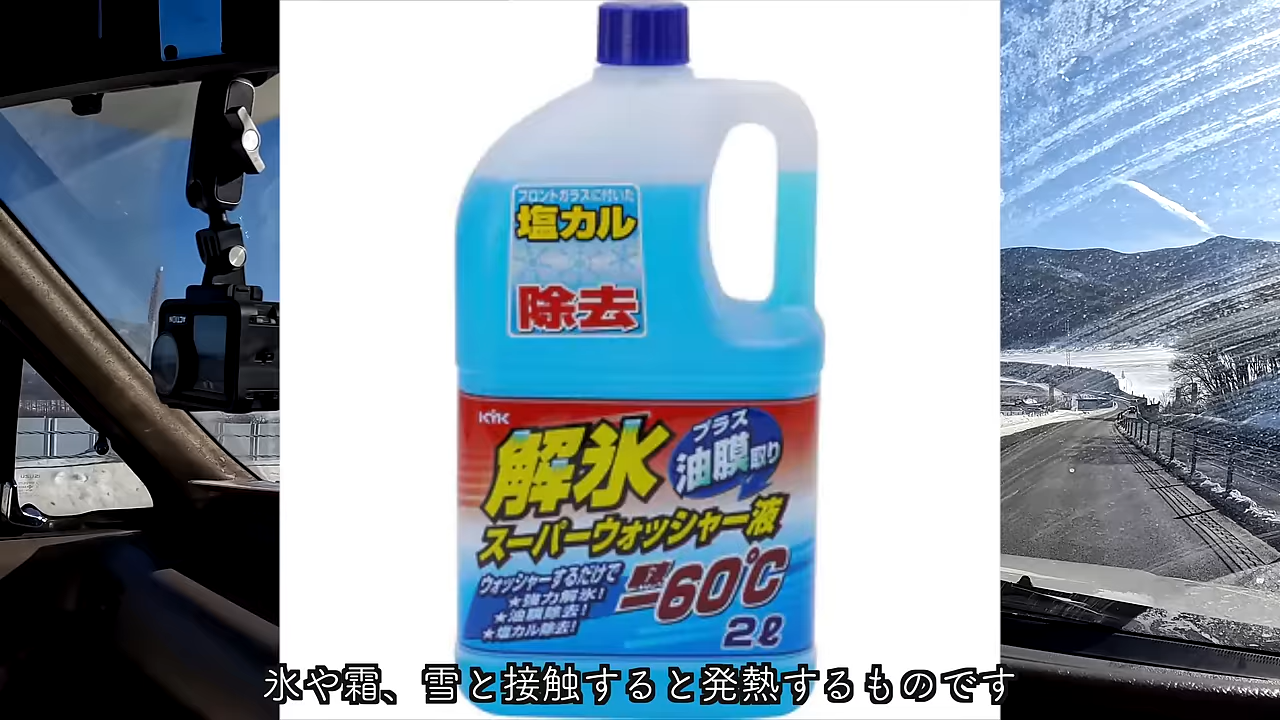 フロントガラスに付いた
塩カル
除去
KYK
解氷
プラス
油膜取り
スーパーウォッシャー液
ウォッシャーするだけで
★強力解氷!
★油膜除去!
★塩カル除去!
-60℃
2ℓ
氷や霜、雪と接触すると発熱するものです